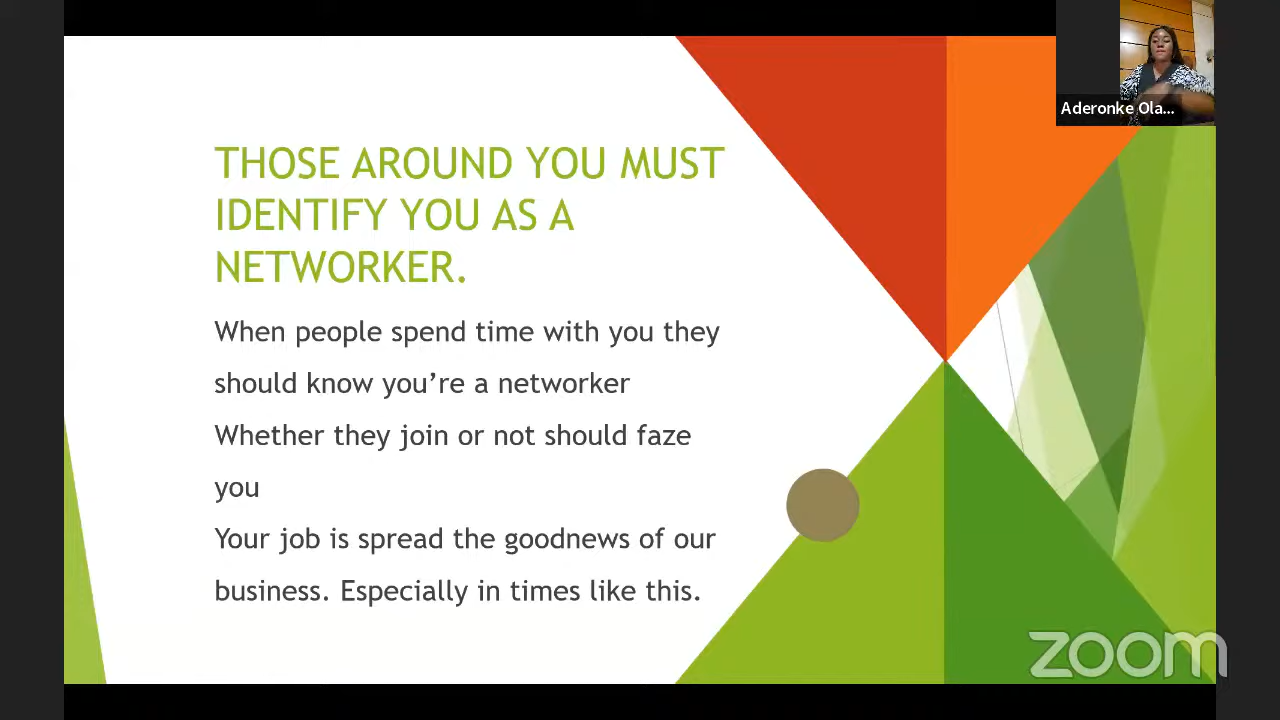 Aderonke Ola...
THOSE AROUND YOU MUST
IDENTIFY YOU AS A
NETWORKER.
When people spend time with you they
should know you’re a networker
Whether they join or not should faze
you
Your job is spread the goodnews of our
business. Especially in times like this.
zoom